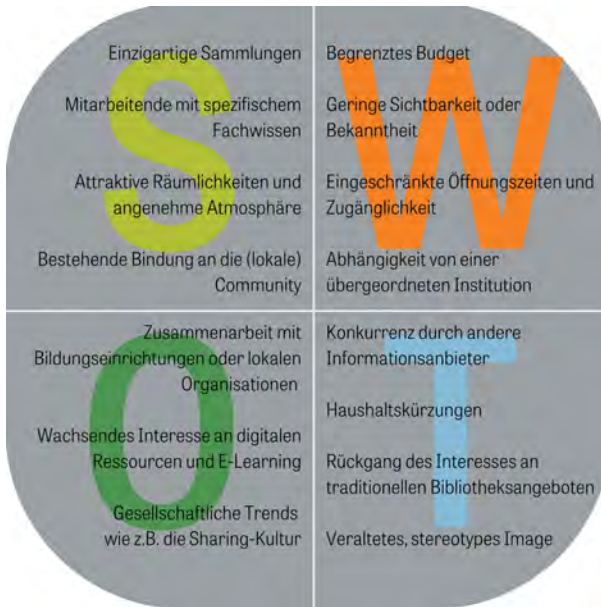 S
Einzigartige Sammlungen
Mitarbeitende mit spezifischem
Fachwissen
Attraktive Räumlichkeiten und
angenehme Atmosphäre
Bestehende Bindung an die (lokale)
Community
W
Begrenztes Budget
Geringe Sichtbarkeit oder
Bekanntheit
Eingeschränkte Öffnungszeiten und
Zugänglichkeit
Abhängigkeit von einer
übergeordneten Institution
O
Zusammenarbeit mit
Bildungseinrichtungen oder lokalen
Organisationen
Wachsendes Interesse an digitalen
Ressourcen und E-Learning
Gesellschaftliche Trends
wie z.B. die Sharing-Kultur
T
Konkurrenz durch andere
Informationsanbieter
Haushaltskürzungen
Rückgang des Interesses an
traditionellen Bibliotheksangeboten
Veraltetes, stereotypes Image